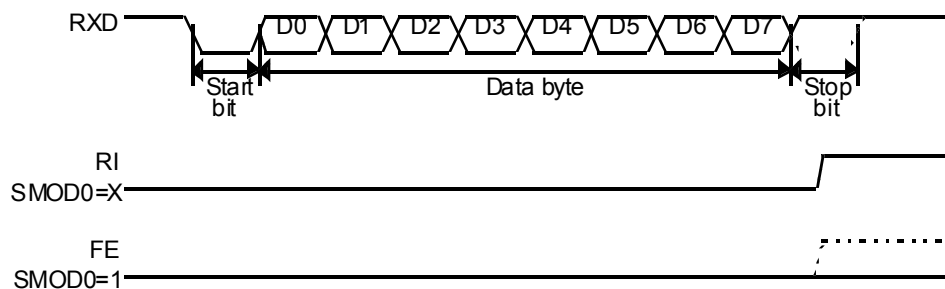 RXD D0 D1 D2 D3 D4 D5 D6 D7
Start Data byte Stop
bit bit
RI
SMOD0=X
FE
SMOD0=1